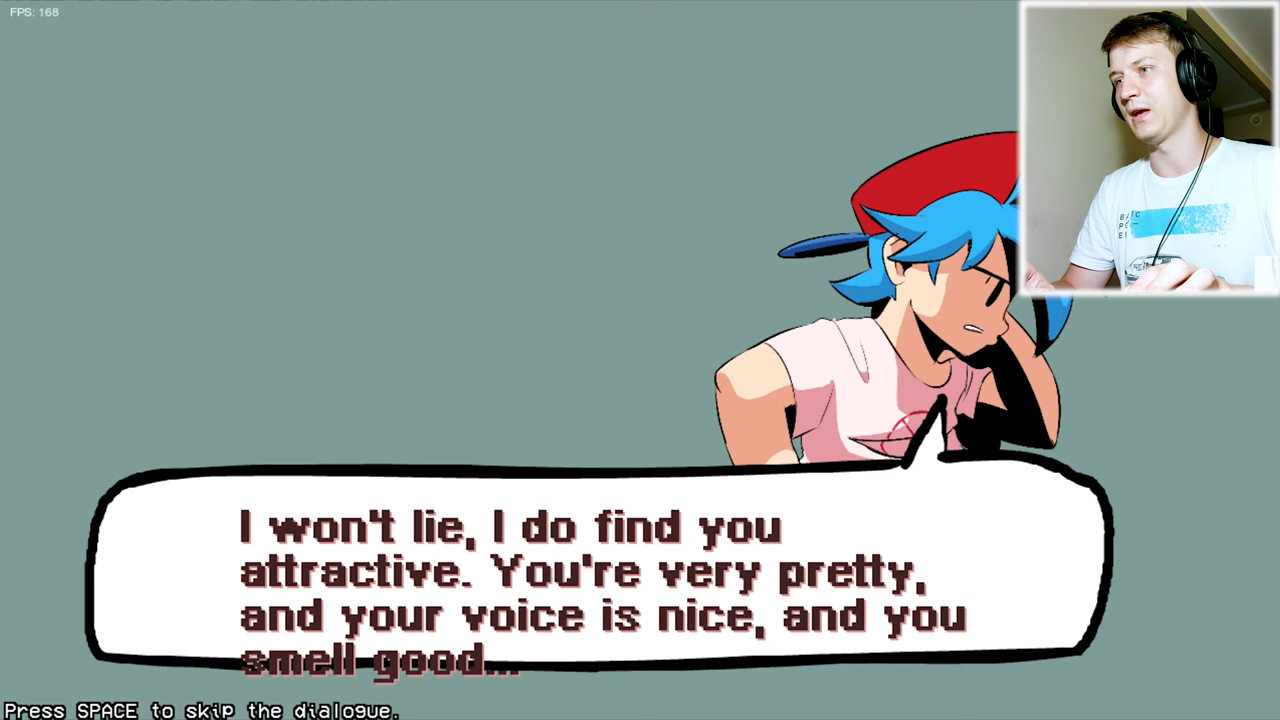 FPS: 168
I won't lie, I do find you
attractive. You're very pretty,
and your voice is nice, and you
smell good...
Press SPACE to skip the dialogue.